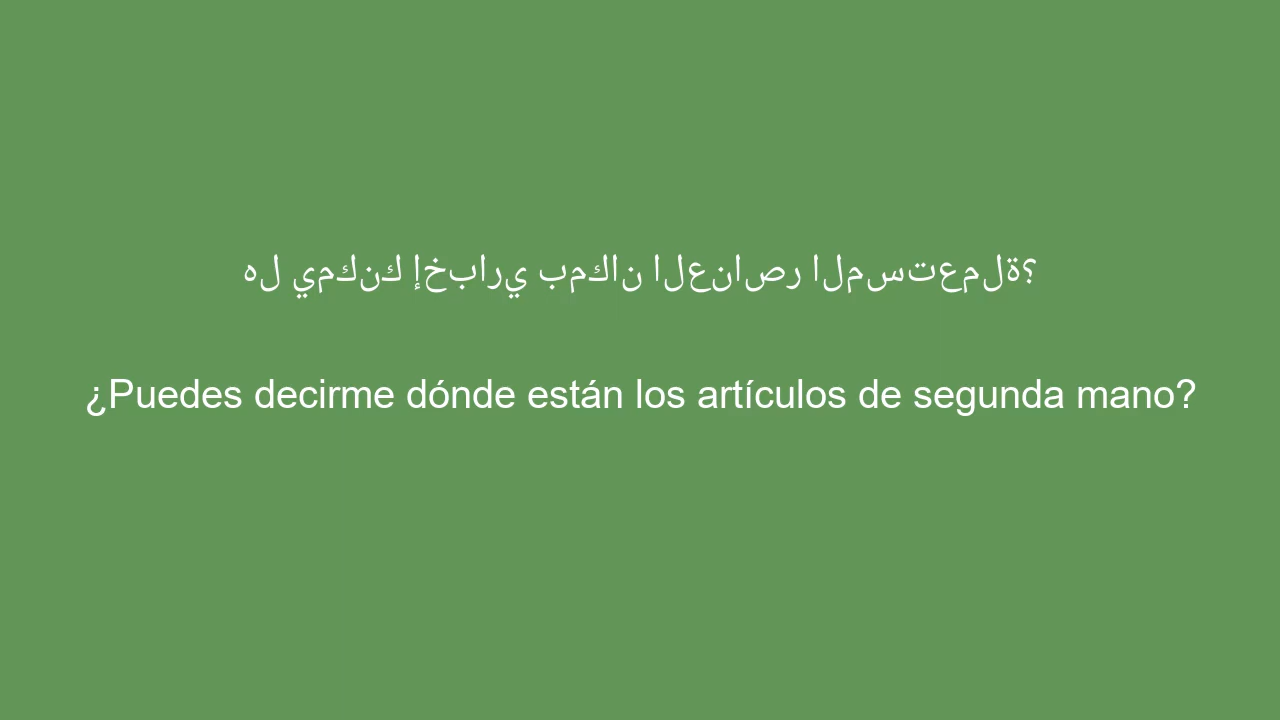 هل يمكنك إخباري بمكان العناصر المستعملة؟
¿Puedes decirme dónde están los artículos de segunda mano?